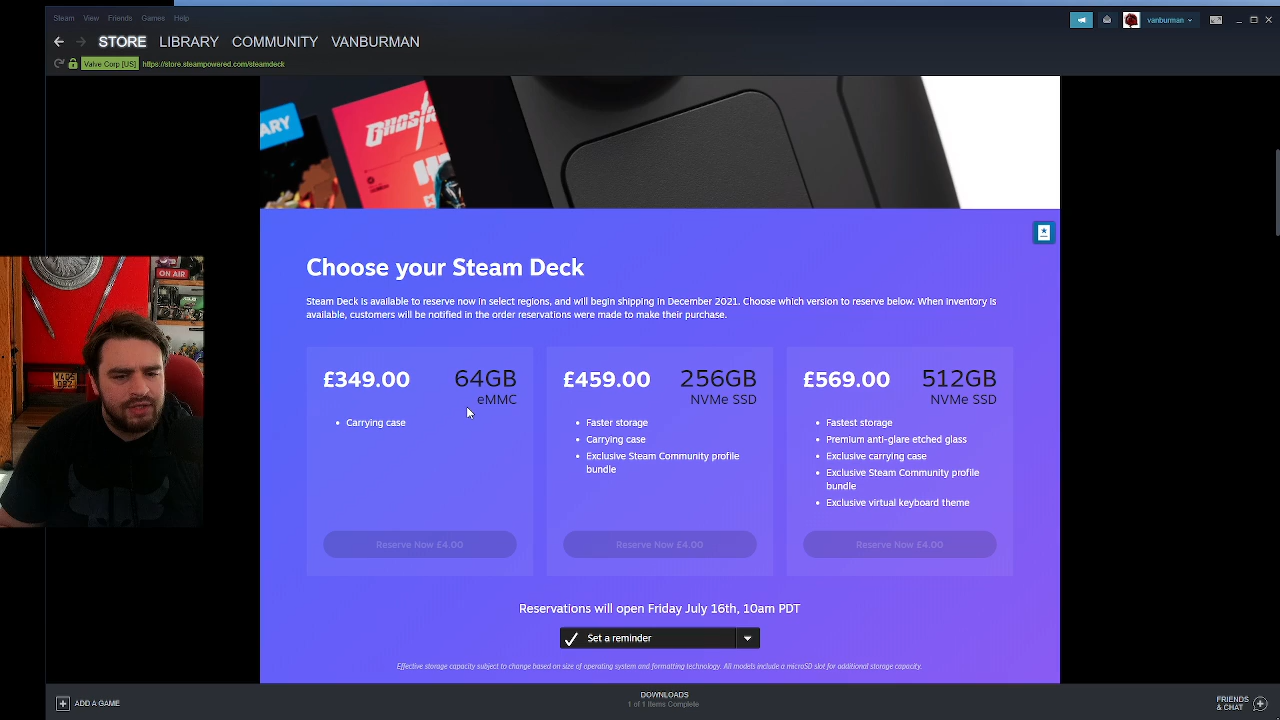 Steam View Friends Games Help
vanburman
STORE LIBRARY COMMUNITY VANBURMAN
Valve Corp [US] https://store.steampowered.com/steamdeck
ARY
ON AIR
Choose your Steam Deck
Steam Deck is available to reserve now in select regions, and will begin shipping in December 2021. Choose which version to reserve below. When inventory is
available, customers will be notified in the order reservations were made to make their purchase.
£349.00 64GB
eMMC
Carrying case
Reserve Now £4.00
£459.00 256GB
NVMe SSD
Faster storage
Carrying case
Exclusive Steam Community profile
bundle
Reserve Now £4.00
£569.00 512GB
NVMe SSD
Fastest storage
Premium anti-glare etched glass
Exclusive carrying case
Exclusive Steam Community profile
bundle
Exclusive virtual keyboard theme
Reserve Now £4.00
Reservations will open Friday July 16th, 10am PDT
Set a reminder
Effective storage capacity subject to change based on size of operating system and formatting technology. All models include a microSD slot for additional storage capacity.
ADD A GAME
DOWNLOADS
1 of 1 Items Complete
FRIENDS
& CHAT